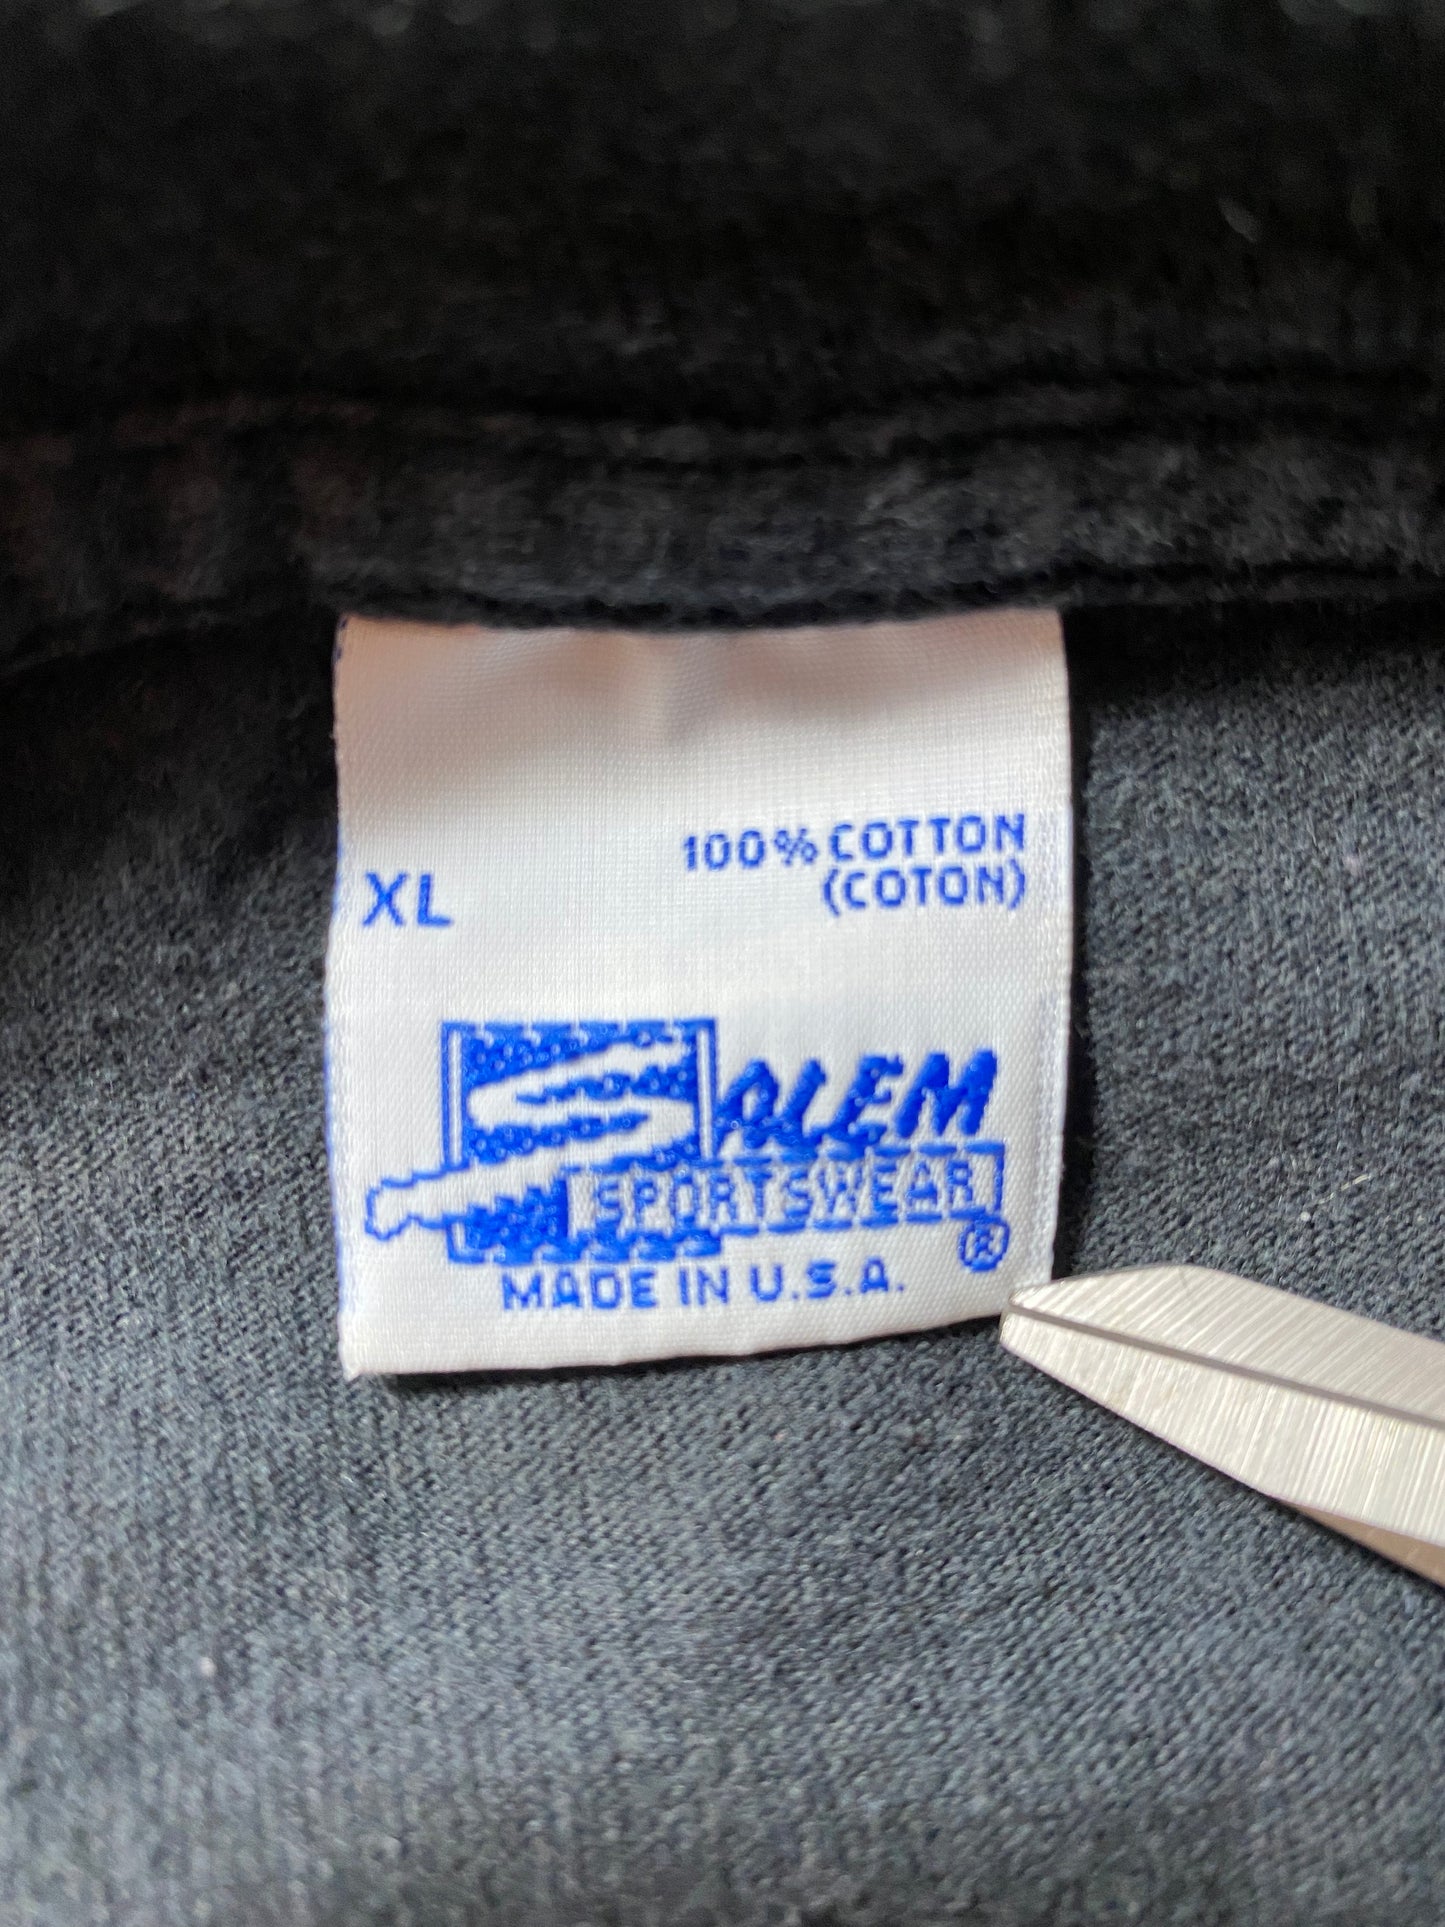 XL
100% COTTON
(COTON)
SALEM
SPORTSWEAR
®
MADE IN U.S.A.